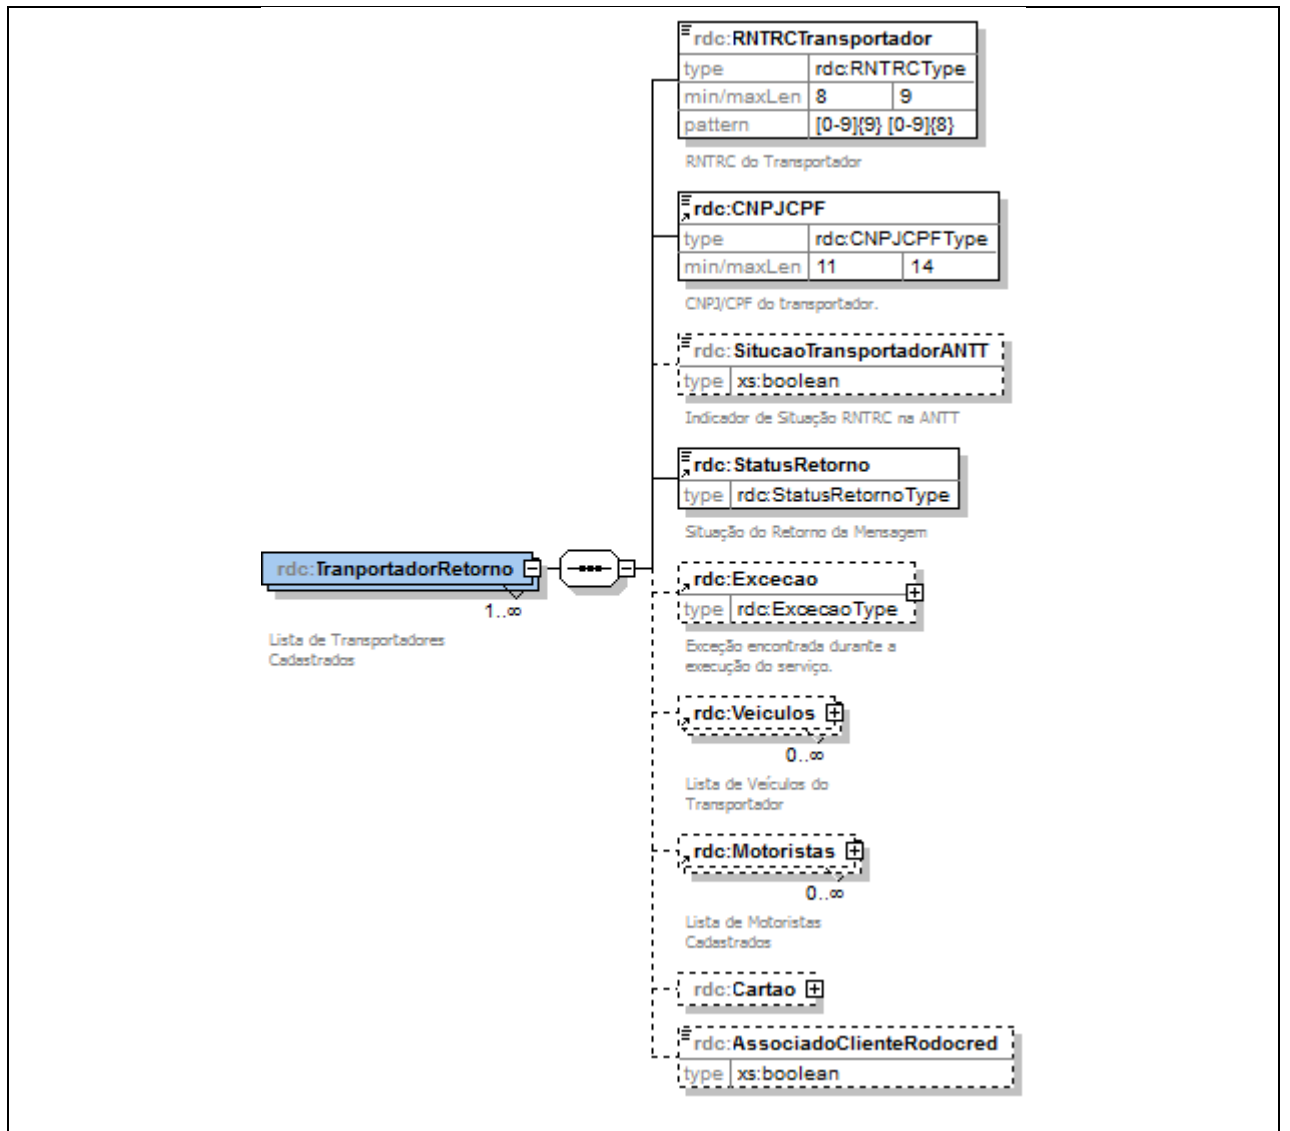 rdc:RNTRCTransportador
type rdc:RNTRCType
min/maxLen 8 9
pattern [0-9]{9} [0-9]{8}
RNTRC do Transportador
rdc:CNPJCPF
type rdc:CNPJCPFType
min/maxLen 11 14
CNPJ/CPF do transportador.
rdc:SitucaoTransportadorANTT
type xs:boolean
Indicador de Situação RNTRC na ANTT
rdc:StatusRetorno
type rdc:StatusRetornoType
Situação do Retorno da Mensagem
rdc:TranportadorRetorno
1..∞
Lista de Transportadores
Cadastrados
rdc:Excecao
type rdc:ExcecaoType
Exceção encontrada durante a
execução do serviço.
rdc:Veiculos
0..∞
Lista de Veículos do
Transportador
rdc:Motoristas
0..∞
Lista de Motoristas
Cadastrados
rdc:Cartao
rdc:AssociadoClienteRodocred
type xs:boolean